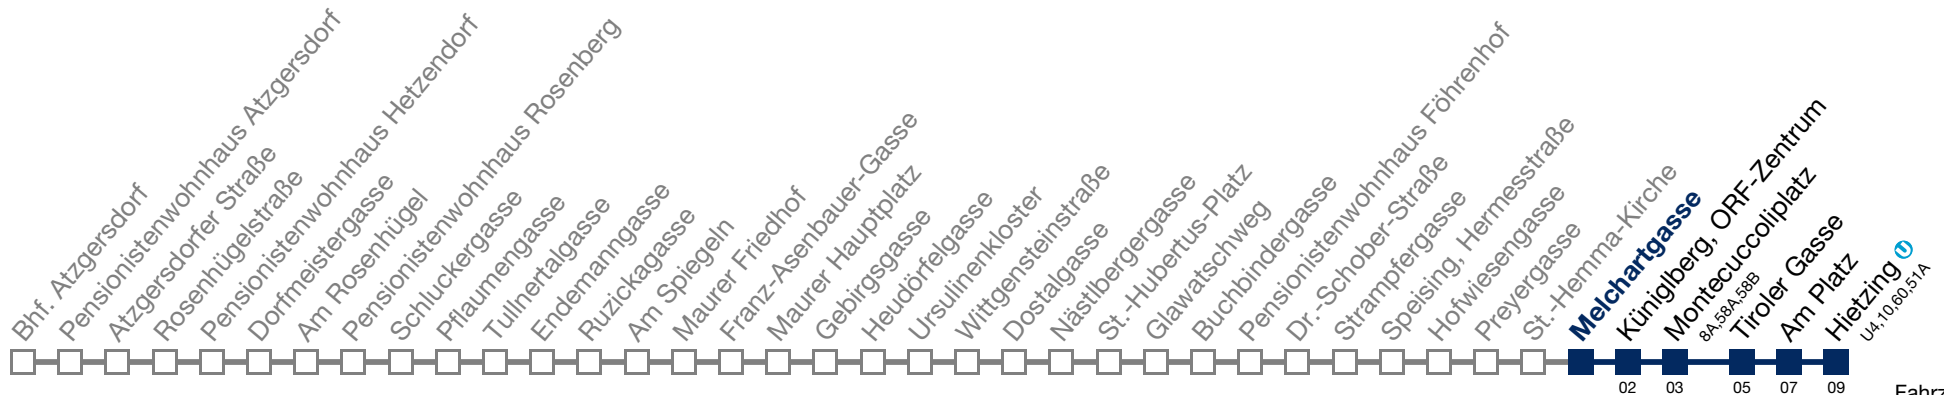 Bhf. Atzgersdorf
Pensionistenwohnhaus Atzgersdorf
Atzgersdorfer Straße
Rosenhügelstraße
Pensionistenwohnhaus Hetzendorf
Dorfmeistergasse
Am Rosenhügel
Pensionistenwohnhaus Rosenberg
Schluckergasse
Pflaumengasse
Tullnertalgasse
Endemanngasse
Ruzickagasse
Am Spiegeln
Maurer Friedhof
Franz-Asenbauer-Gasse
Maurer Hauptplatz
Gebirgsgasse
Heudörfelgasse
Ursulinenkloster
Wittgensteinstraße
Dostalgasse
Nästlbergergasse
St.-Hubertus-Platz
Glawatschweg
Buchbindergasse
Pensionistenwohnhaus Föhrenhof
Dr.-Schober-Straße
Strampfergasse
Speising, Hermesstraße
Hofwiesengasse
Preyergasse
St.-Hemma-Kirche
Melchartgasse
Küniglberg, ORF-Zentrum
Montecuccoliplatz
8A,58A,58B
Tiroler Gasse
Am Platz
Hietzing U
U4,10,60,51A
02 03 05 07 09
Fahrz